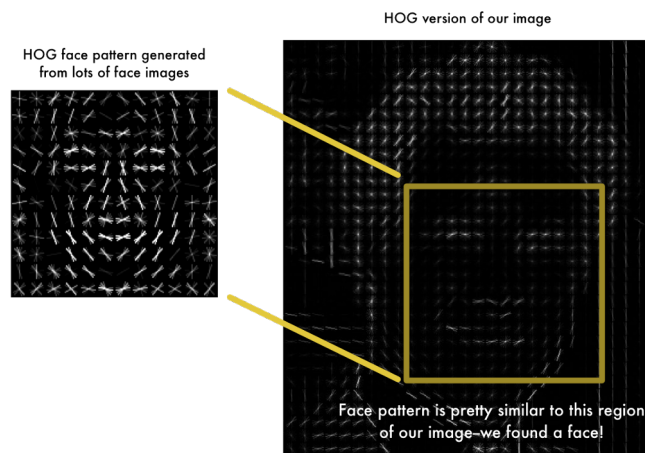 HOG version of our image
HOG face pattern generated
from lots of face images
Face pattern is pretty similar to this region
of our image–we found a face!